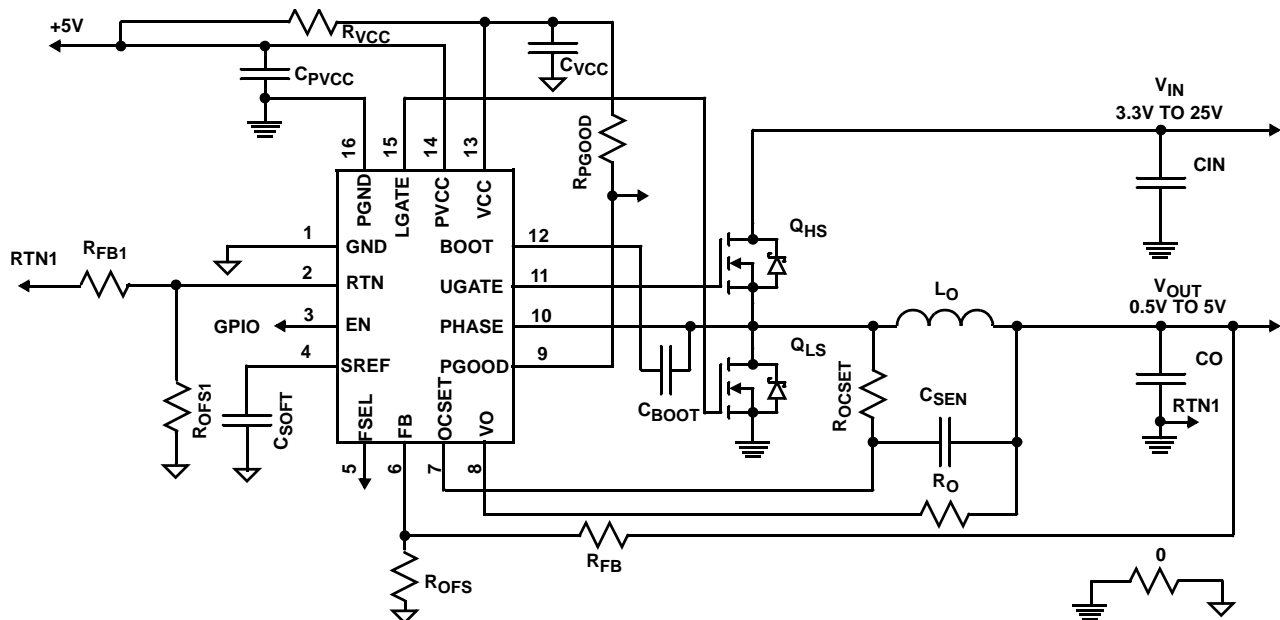 +5V
RVCC
CPVCC
CVCC
RPGOOD
VIN
3.3V TO 25V
CIN
16
15
14
13
PGND
LGATE
PVCC
VCC
1
GND
BOOT
12
RTN1
RFB1
2
RTN
UGATE
11
GPIO
3
EN
PHASE
10
4
SREF
PGOOD
9
QHS
QLS
LO
VOUT
0.5V TO 5V
CO
RTN1
ROFS1
CSOFT
FSEL
FB
OCSET
VO
5
6
7
8
CBOOT
ROCSET
CSEN
RO
RFB
ROFS
0